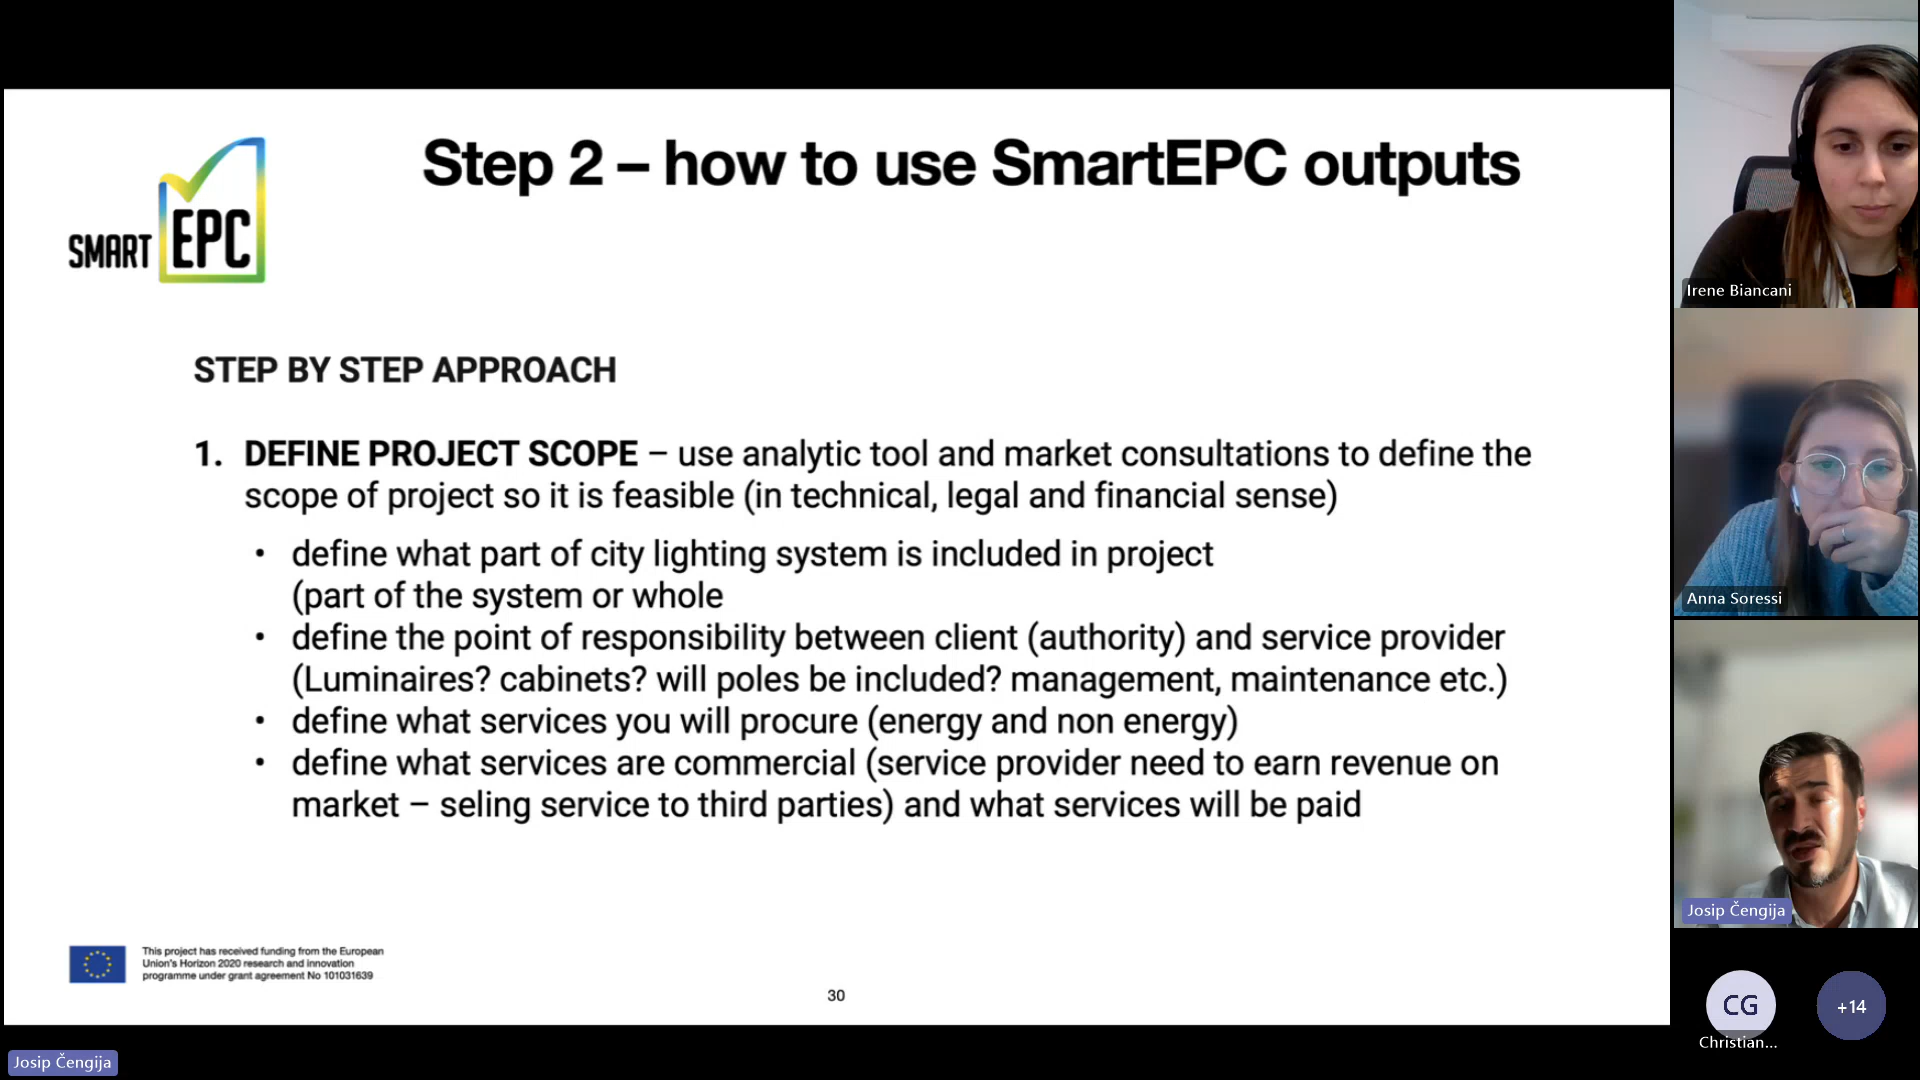 SMART EPC
Step 2 – how to use SmartEPC outputs
STEP BY STEP APPROACH
1. DEFINE PROJECT SCOPE – use analytic tool and market consultations to define the
scope of project so it is feasible (in technical, legal and financial sense)
• define what part of city lighting system is included in project
(part of the system or whole
• define the point of responsibility between client (authority) and service provider
(Luminaires? cabinets? will poles be included? management, maintenance etc.)
• define what services you will procure (energy and non energy)
• define what services are commercial (service provider need to earn revenue on
market – seling service to third parties) and what services will be paid
This project has received funding from the European
Union's Horizon 2020 research and innovation
programme under grant agreement No 101031639
30
Josip Čengija
Irene Biancani
Anna Soressi
Josip Čengija
CG
Christian...
+14